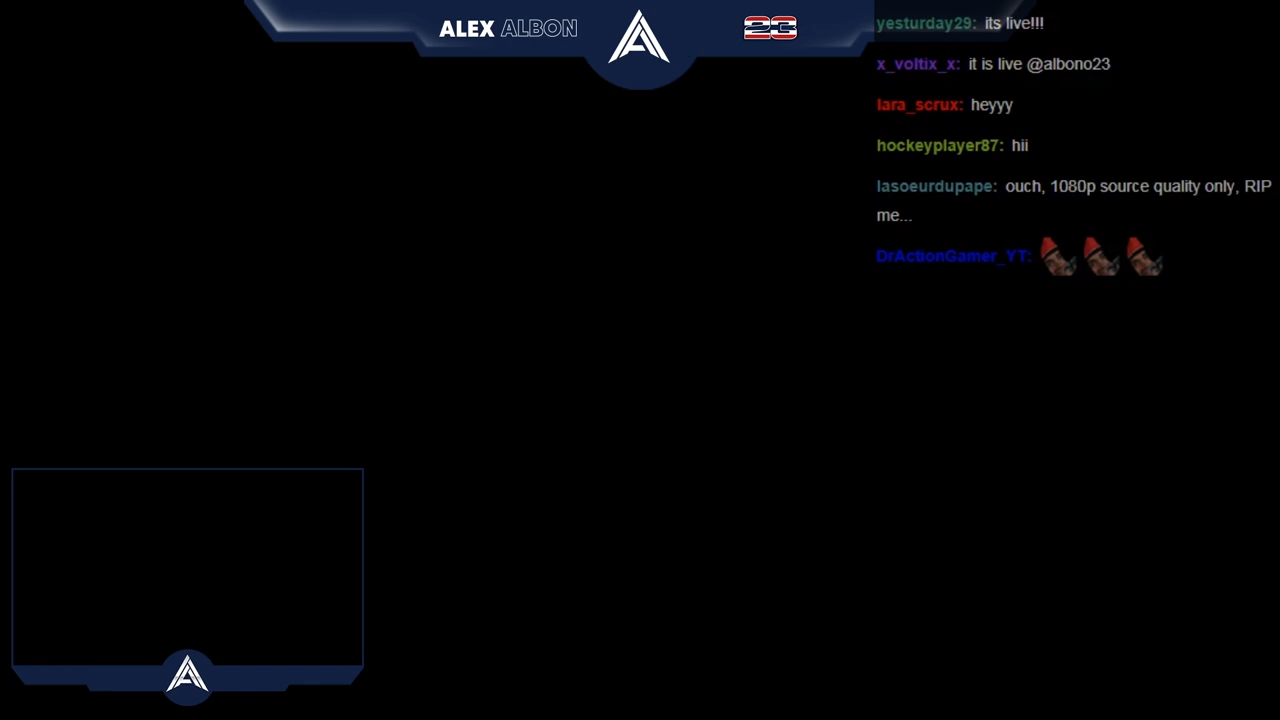 ALEX ALBON
23
yesturday29: its live!!!
x_voltix_x: it is live @albono23
lara_scrux: heyyy
hockeyplayer87: hii
lasoeurdupape: ouch, 1080p source quality only, RIP
me...
DrActionGamer_YT: